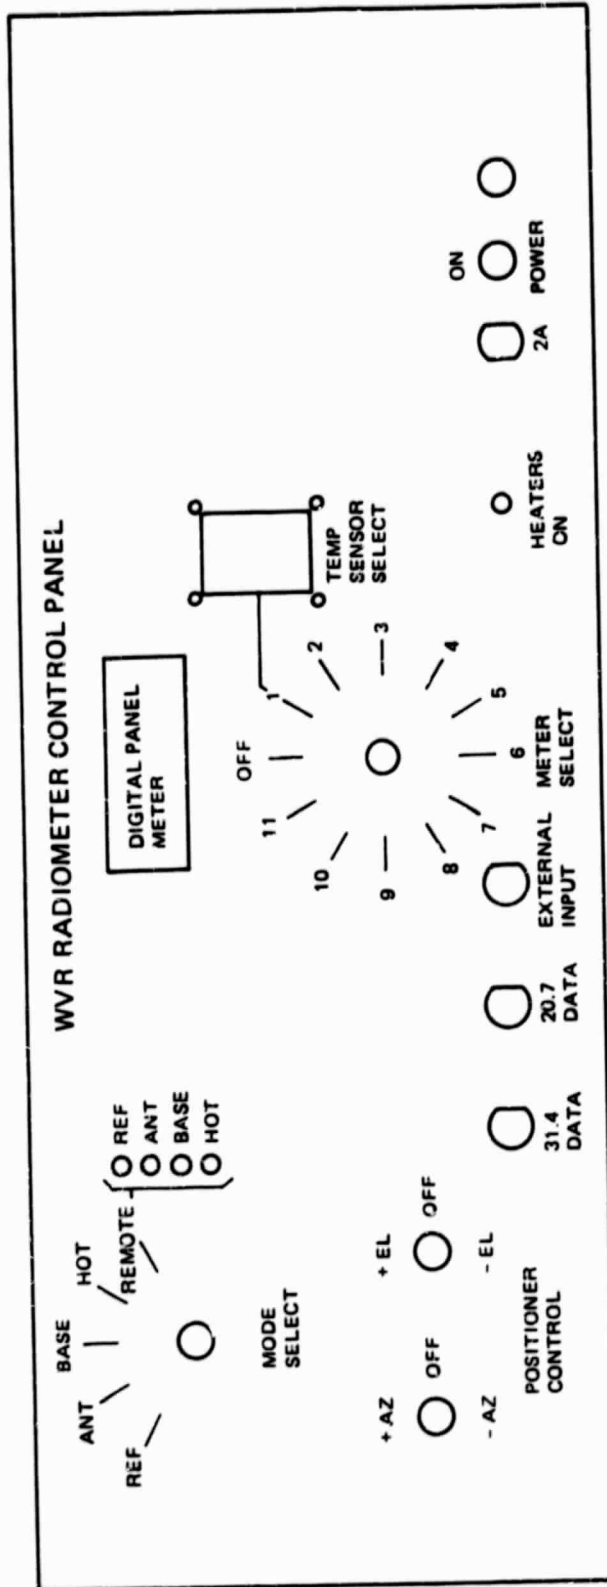 WVR RADIOMETER CONTROL PANEL
REF
ANT
BASE
HOT
REMOTE
REF
ANT
BASE
HOT
MODE
SELECT
DIGITAL PANEL
METER
OFF
1
2
3
4
5
6
7
8
9
10
11
METER
SELECT
TEMP
SENSOR
SELECT
+ AZ
OFF
- AZ
+ EL
OFF
- EL
POSITIONER
CONTROL
31.4
DATA
20.7
DATA
EXTERNAL
INPUT
HEATERS
ON
2A
ON
POWER